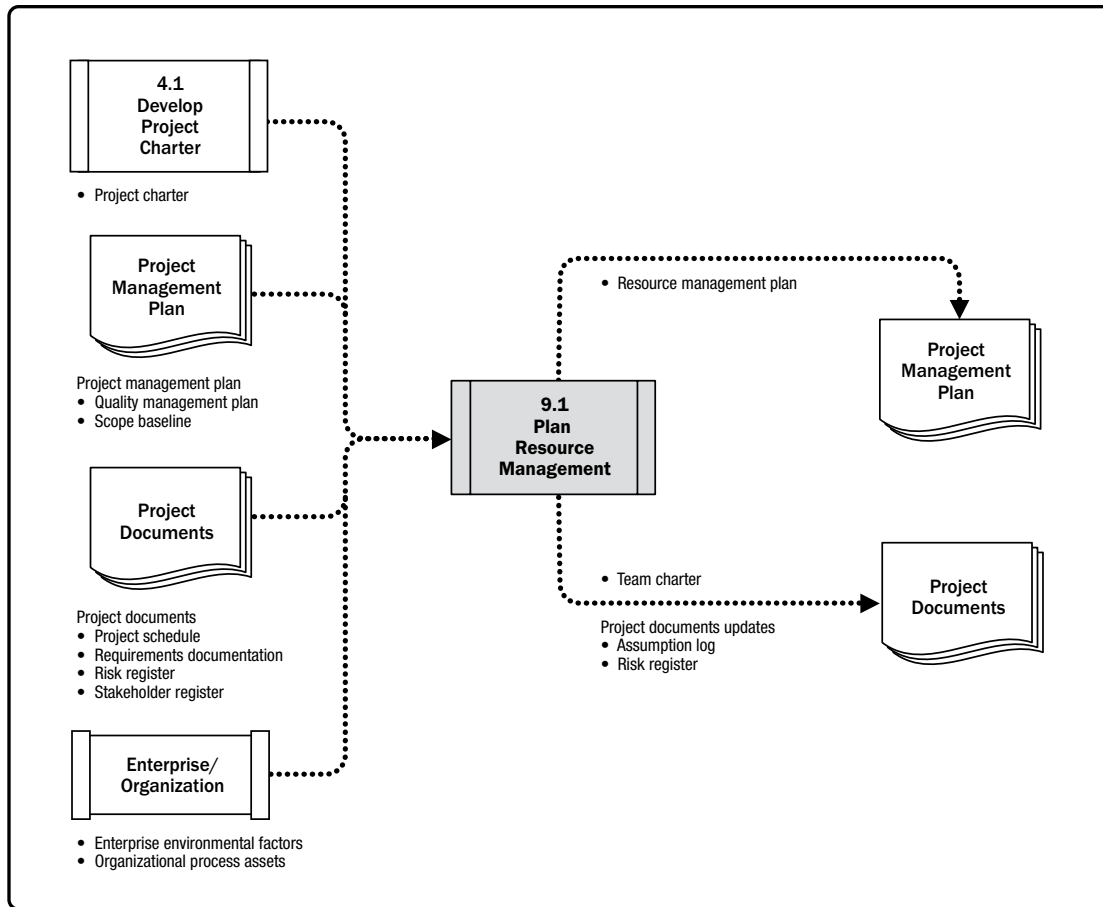 4.1
Develop
Project
Charter
• Project charter
Project
Management
Plan
Project management plan
• Quality management plan
• Scope baseline
Project
Documents
Project documents
• Project schedule
• Requirements documentation
• Risk register
• Stakeholder register
Enterprise/
Organization
• Enterprise environmental factors
• Organizational process assets
9.1
Plan
Resource
Management
• Resource management plan
Project
Management
Plan
• Team charter
Project documents updates
• Assumption log
• Risk register
Project
Documents